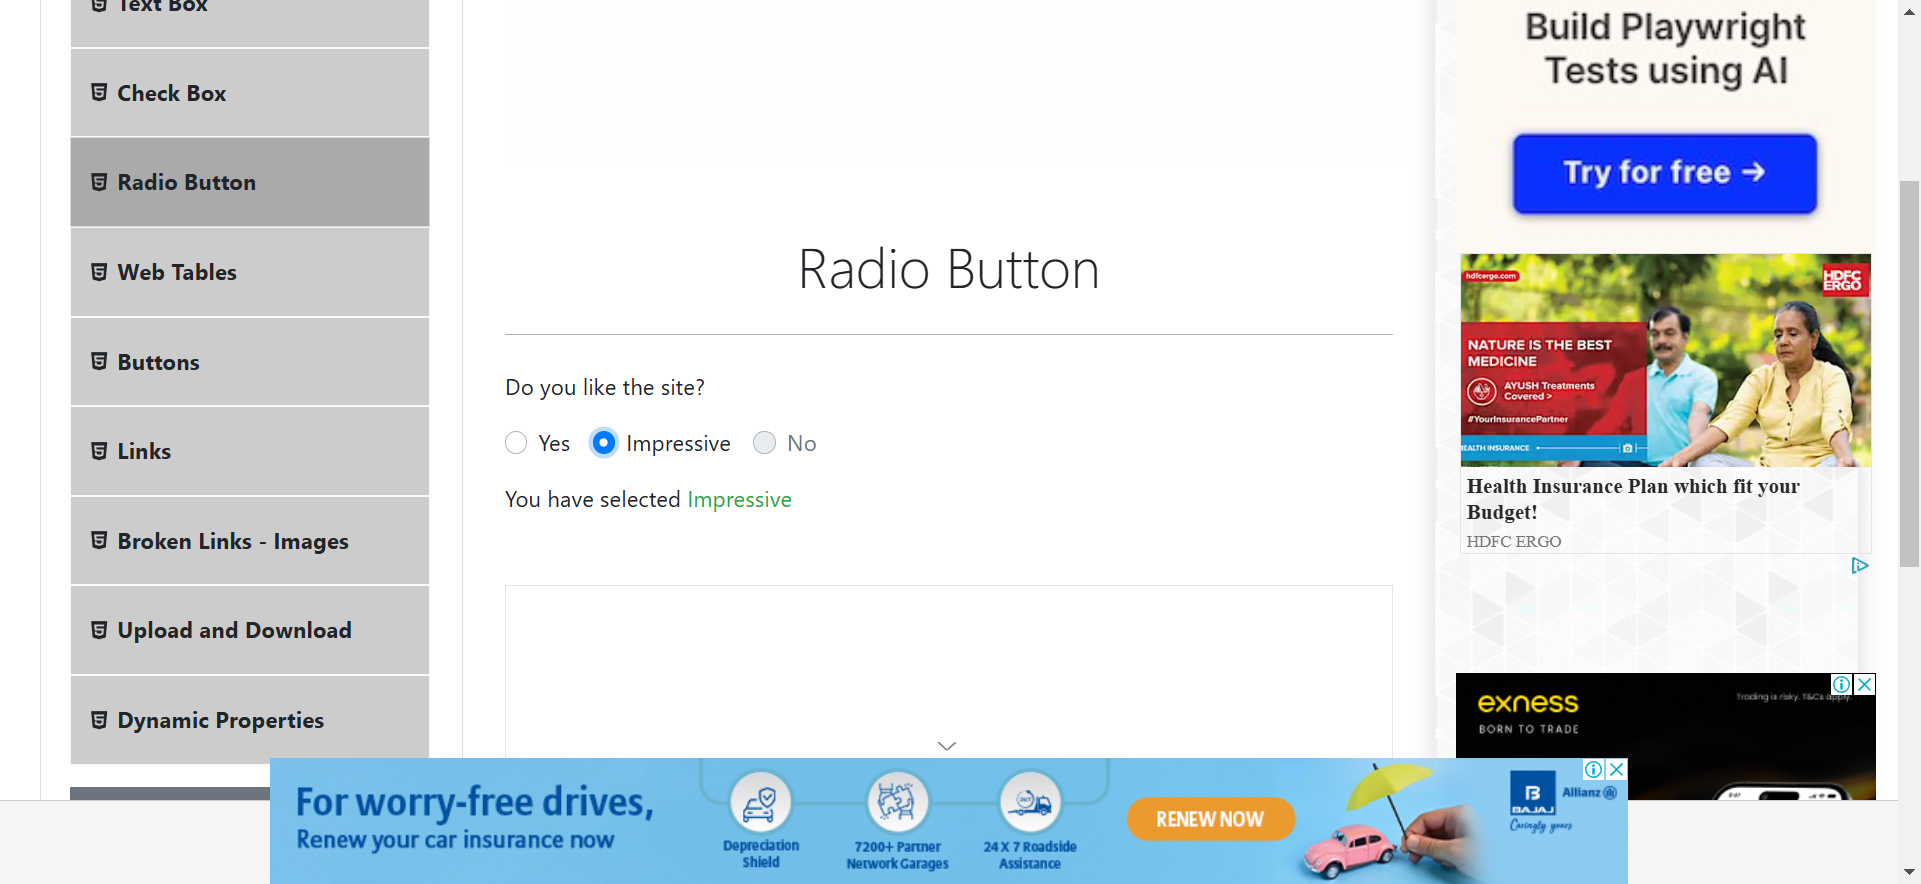 Text Box
Check Box
Radio Button
Web Tables
Buttons
Links
Broken Links - Images
Upload and Download
Dynamic Properties
Radio Button
Do you like the site?
Yes
Impressive
No
You have selected Impressive
Build Playwright
Tests using AI
Try for free →
hdfcergo.com
HDFC
ERGO
NATURE IS THE BEST
MEDICINE
AYUSH Treatments
Covered >
#YourInsurancePartner
HEALTH INSURANCE
Health Insurance Plan which fit your
Budget!
HDFC ERGO
exness
BORN TO TRADE
Trading is risky. T&Cs apply.
For worry-free drives,
Renew your car insurance now
Depreciation
Shield
7200+ Partner
Network Garages
24X7
24 X 7 Roadside
Assistance
RENEW NOW
B
BAJAJ
Allianz
Caringly yours
9:41